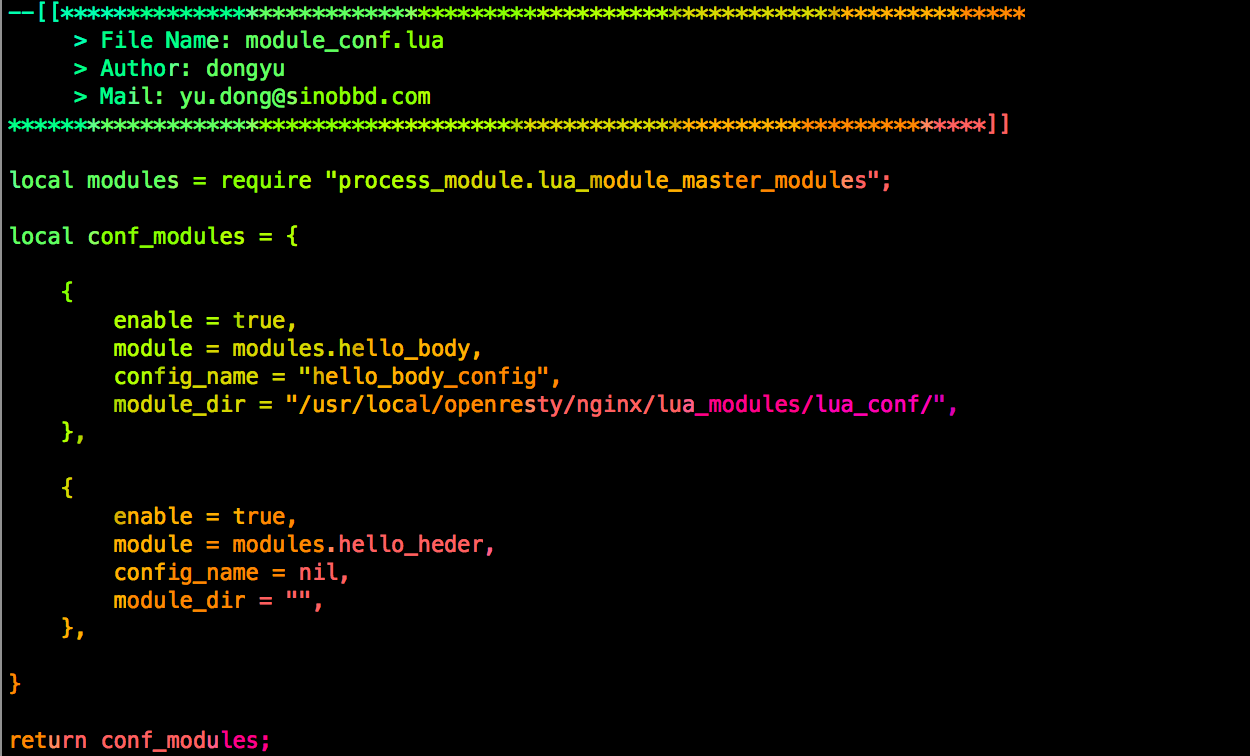 --[[*************************************************************************
    > File Name: module_conf.lua
    > Author: dongyu
    > Mail: yu.dong@sinobbd.com
**************************************************************************]]
local modules = require "process_module.lua_module_master_modules";
local conf_modules = {
    {
        enable = true,
        module = modules.hello_body,
        config_name = "hello_body_config",
        module_dir = "/usr/local/openresty/nginx/lua_modules/lua_conf/",
    },
    {
        enable = true,
        module = modules.hello_heder,
        config_name = nil,
        module_dir = "",
    },
}
return conf_modules;